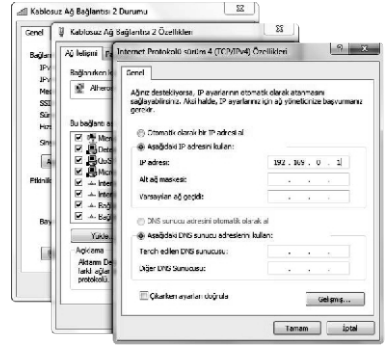 Kablosuz Ağ Bağlantısı 2 Durumu
Genel
Kablosuz Ağ Bağlantısı 2 Özellikleri
Ağ İletişimi
Internet Protokolü sürüm 4 (TCP/IPv4) Özellikleri
Genel
Ağınız destekliyorsa, IP ayarlarının otomatik olarak atanmasını
sağlayabilirsiniz. Aksi halde, IP ayarlarınız için ağ yöneticinize başvurmanız
gerekir.
Otomatik olarak bir IP adresi al
Aşağıdaki IP adresini kullan:
IP adresi: 192 . 169 . 0 . 1
Alt ağ maskesi:
Varsayılan ağ geçidi:
DNS sunucu adresini otomatik olarak al
Aşağıdaki DNS sunucu adreslerini kullan:
Tercih edilen DNS sunucusu:
Diğer DNS Sunucusu:
Çıkarken ayarları doğrula
Gelişmiş...
Tamam
İptal
Yükle...
Açıklama
farklı ağlar